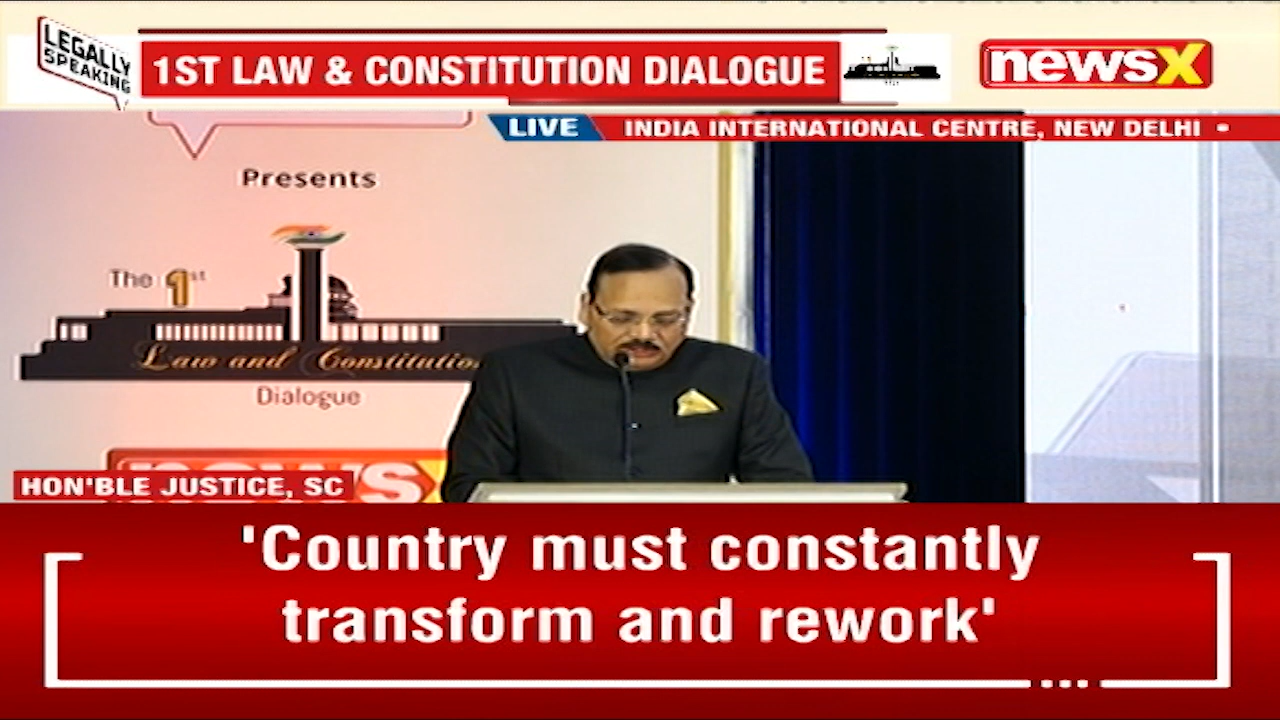 LEGALLY
SPEAKING
1ST LAW & CONSTITUTION DIALOGUE
newsX
LIVE
INDIA INTERNATIONAL CENTRE, NEW DELHI
Presents
The 1st
Law and Constitution
Dialogue
newsX
HON'BLE JUSTICE, SC
'Country must constantly
transform and rework'